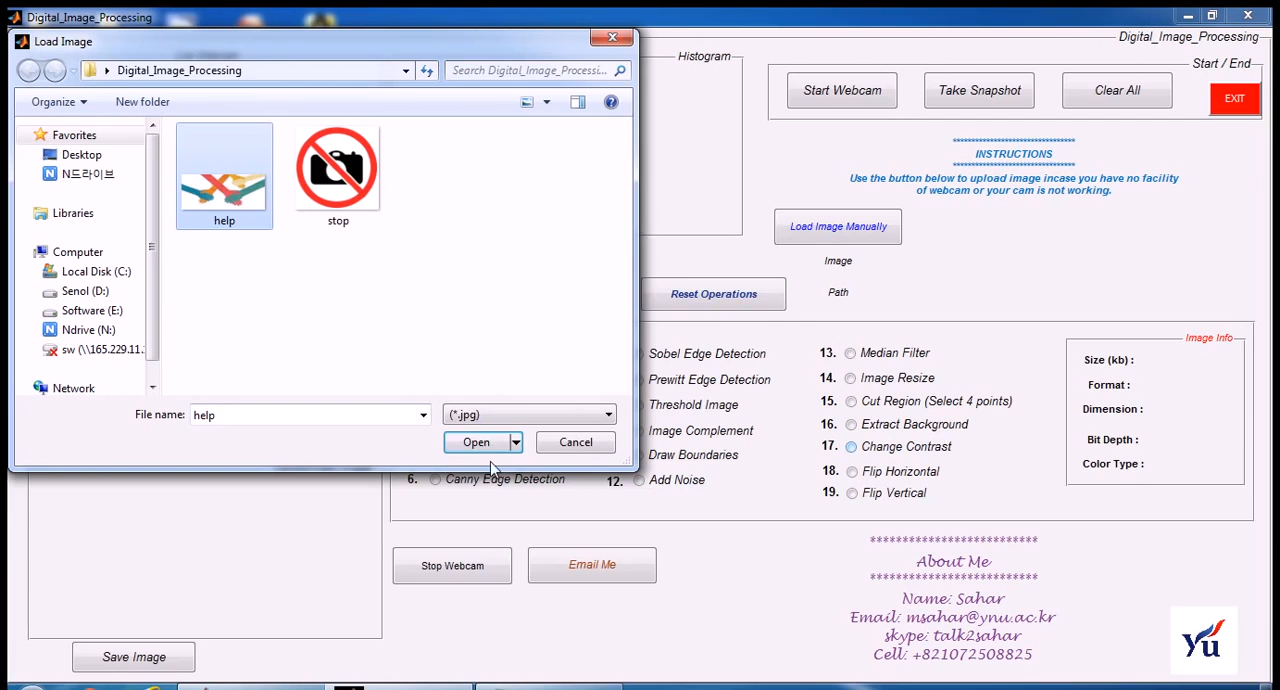 Digital_Image_Processing
Load Image
Digital_Image_Processing
Search Digital_Image_Processi...
Organize
New folder
Favorites
Desktop
N드라이브
Libraries
Computer
Local Disk (C:)
Senol (D:)
Software (E:)
Ndrive (N:)
sw (\\165.229.11.
Network
help
stop
File name:
help
(*.jpg)
Open
Cancel
Digital_Image_Processing
Histogram
Start / End
Start Webcam
Take Snapshot
Clear All
EXIT
**********************************
INSTRUCTIONS
**********************************
Use the button below to upload image incase you have no facility
of webcam or your cam is not working.
Load Image Manually
Image
Path
Reset Operations
Sobel Edge Detection
Prewitt Edge Detection
Threshold Image
Image Complement
Draw Boundaries
6. Canny Edge Detection
12. Add Noise
13. Median Filter
14. Image Resize
15. Cut Region (Select 4 points)
16. Extract Background
17. Change Contrast
18. Flip Horizontal
19. Flip Vertical
Image Info
Size (kb) :
Format :
Dimension :
Bit Depth :
Color Type :
Stop Webcam
Email Me
Save Image
**************************
About Me
**************************
Name: Sahar
Email: msahar@ynu.ac.kr
skype: talk2sahar
Cell: +821072508825
Yu